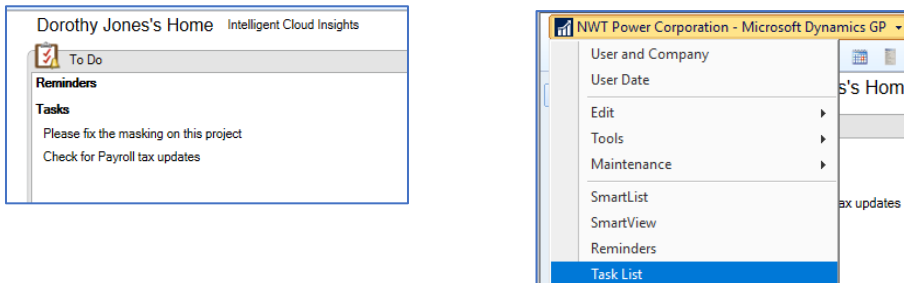 Dorothy Jones's Home Intelligent Cloud Insights
To Do
Reminders
Tasks
Please fix the masking on this project
Check for Payroll tax updates
NWT Power Corporation - Microsoft Dynamics GP
User and Company
User Date
s's Hom
Edit
Tools
Maintenance
SmartList
ax updates
SmartView
Reminders
Task List